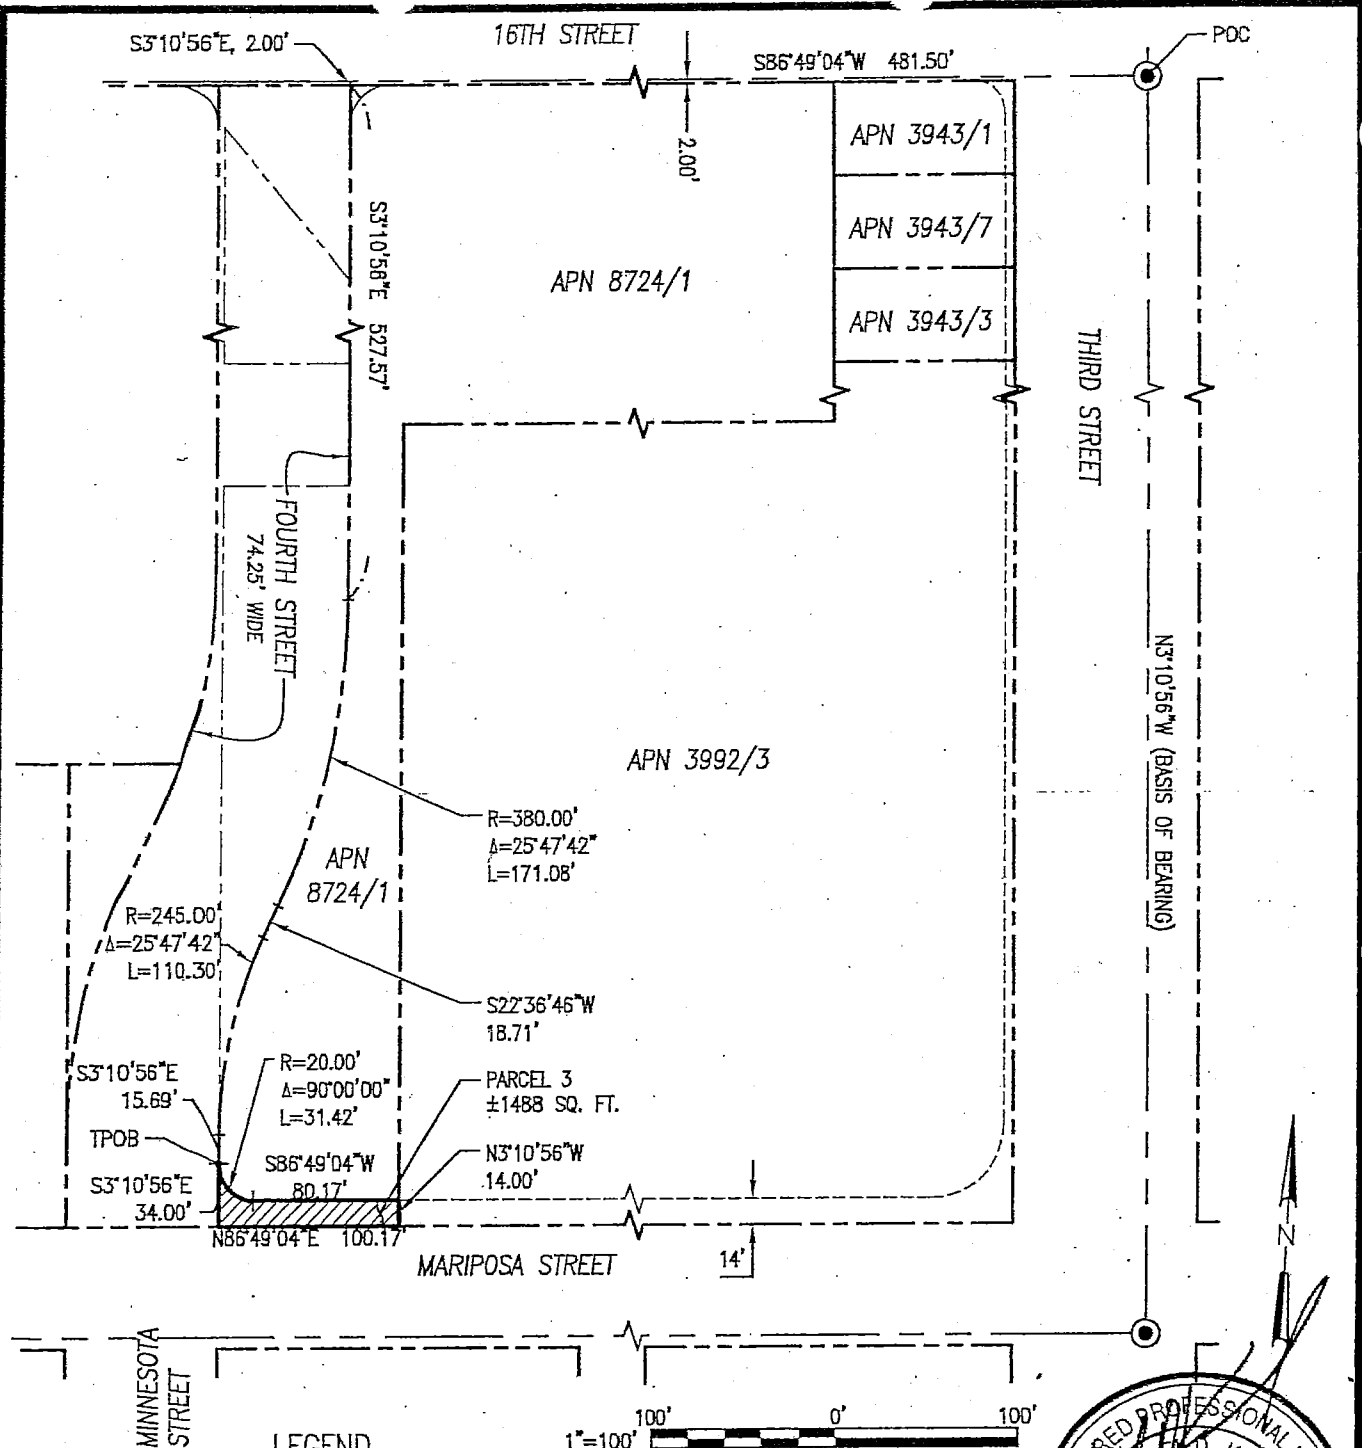 16TH STREET
S3°10'56"E, 2.00'
S86°49'04"W 481.50'
POC
2.00'
APN 3943/1
APN 3943/7
APN 3943/3
S3°10'56"E 527.57'
APN 8724/1
THIRD STREET
FOURTH STREET
74.25' WIDE
N3°10'56"W (BASIS OF BEARING)
APN 3992/3
R=380.00'
Δ=25°47'42"
L=171.08'
APN
8724/1
R=245.00'
Δ=25°47'42"
L=110.30'
S22°36'46"W
18.71'
S3°10'56"E
15.69'
R=20.00'
Δ=90°00'00"
L=31.42'
PARCEL 3
±1488 SQ. FT.
TPOB
S86°49'04"W
80.17'
N3°10'56"W
14.00'
S3°10'56"E
34.00'
N86°49'04"E 100.17'
MARIPOSA STREET
14'
N
MINNESOTA
STREET
LEGEND
1"=100'
100' 0' 100'
PROFESSIONAL